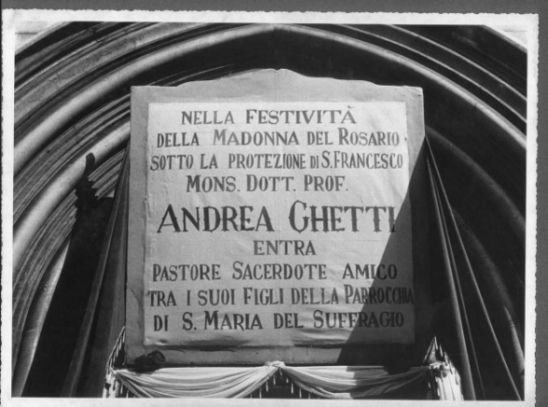 NELLA FESTIVITÀ
DELLA MADONNA DEL ROSARIO
SOTTO LA PROTEZIONE DI S. FRANCESCO
MONS. DOTT. PROF.
ANDREA GHETTI
ENTRA
PASTORE SACERDOTE AMICO
TRA I SUOI FIGLI DELLA PARROCCHIA
DI S. MARIA DEL SUFFRAGIO